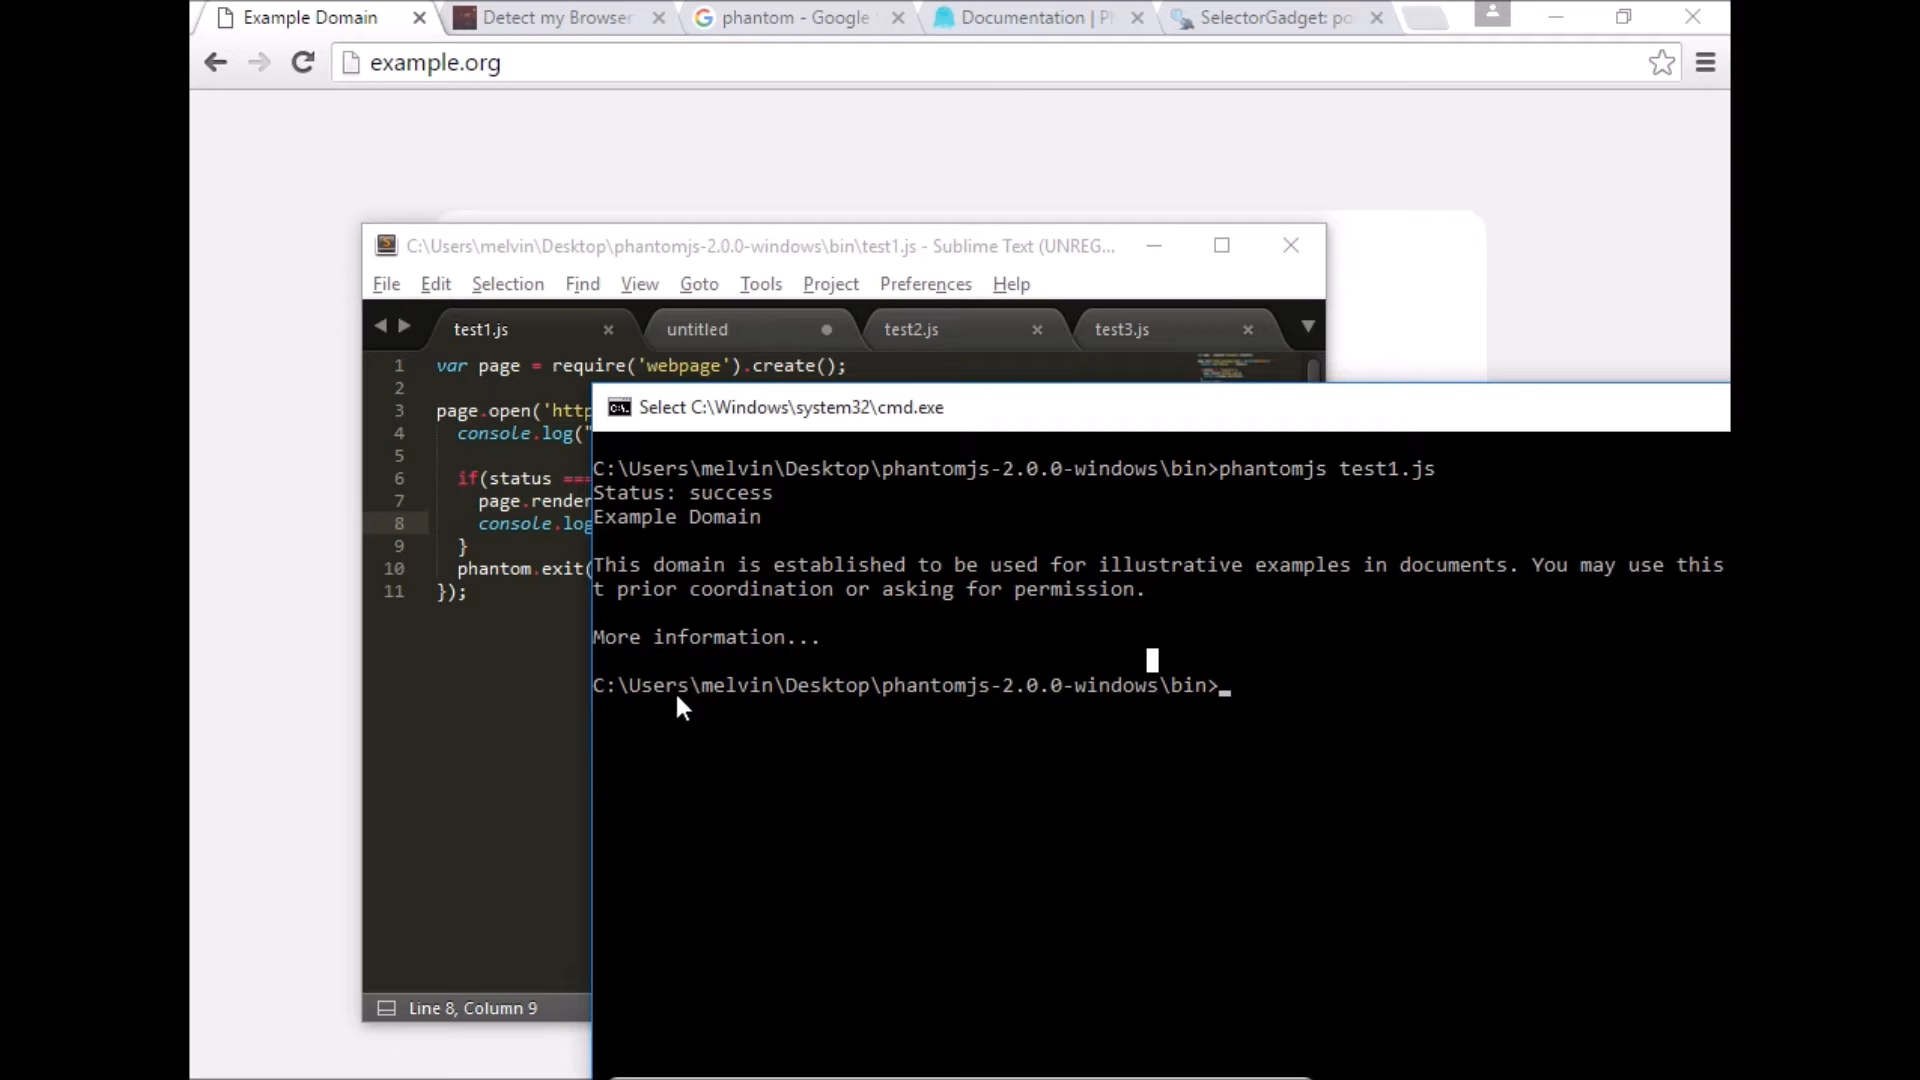 Example Domain
Detect my Browser
phantom - Google
Documentation | Ph
SelectorGadget: po
example.org
C:\Users\melvin\Desktop\phantomjs-2.0.0-windows\bin\test1.js - Sublime Text (UNREG...
File Edit Selection Find View Goto Tools Project Preferences Help
test1.js untitled test2.js test3.js
1 var page = require('webpage').create();
2
3 page.open('http
4 console.log("
5
6 if(status ===
7 page.render
8 console.log
9 }
10 phantom.exit(
11 });
Line 8, Column 9
Select C:\Windows\system32\cmd.exe
C:\Users\melvin\Desktop\phantomjs-2.0.0-windows\bin>phantomjs test1.js
Status: success
Example Domain
This domain is established to be used for illustrative examples in documents. You may use this
t prior coordination or asking for permission.
More information...
C:\Users\melvin\Desktop\phantomjs-2.0.0-windows\bin>_